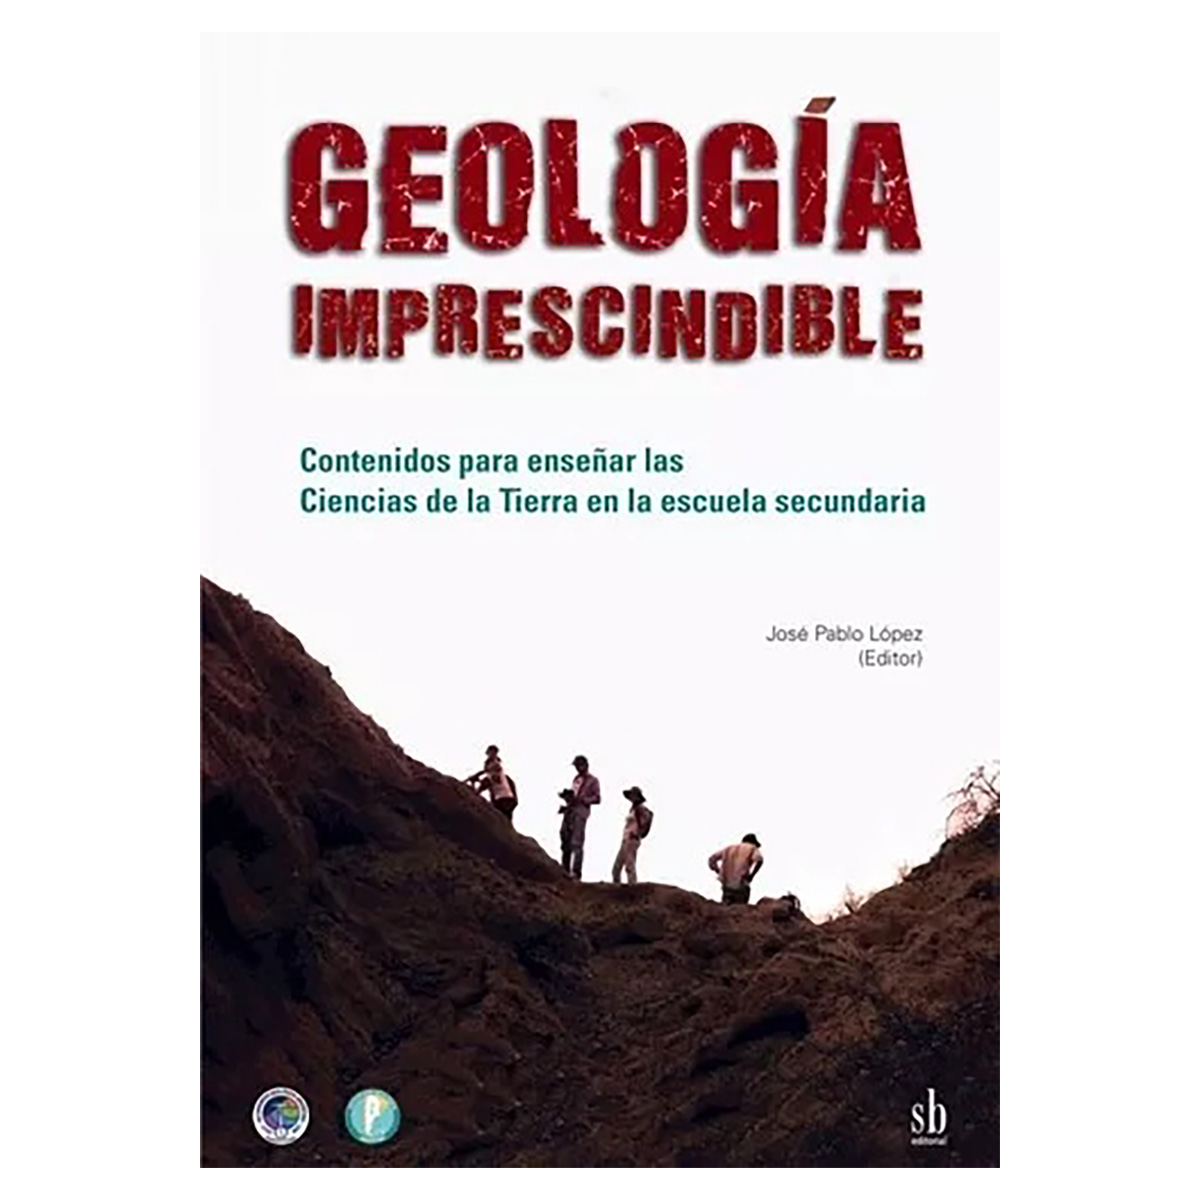 GEOLOGÍA
IMPRESCINDIBLE
Contenidos para enseñar las
Ciencias de la Tierra en la escuela secundaria
José Pablo López
(Editor)
P
sb
editorial